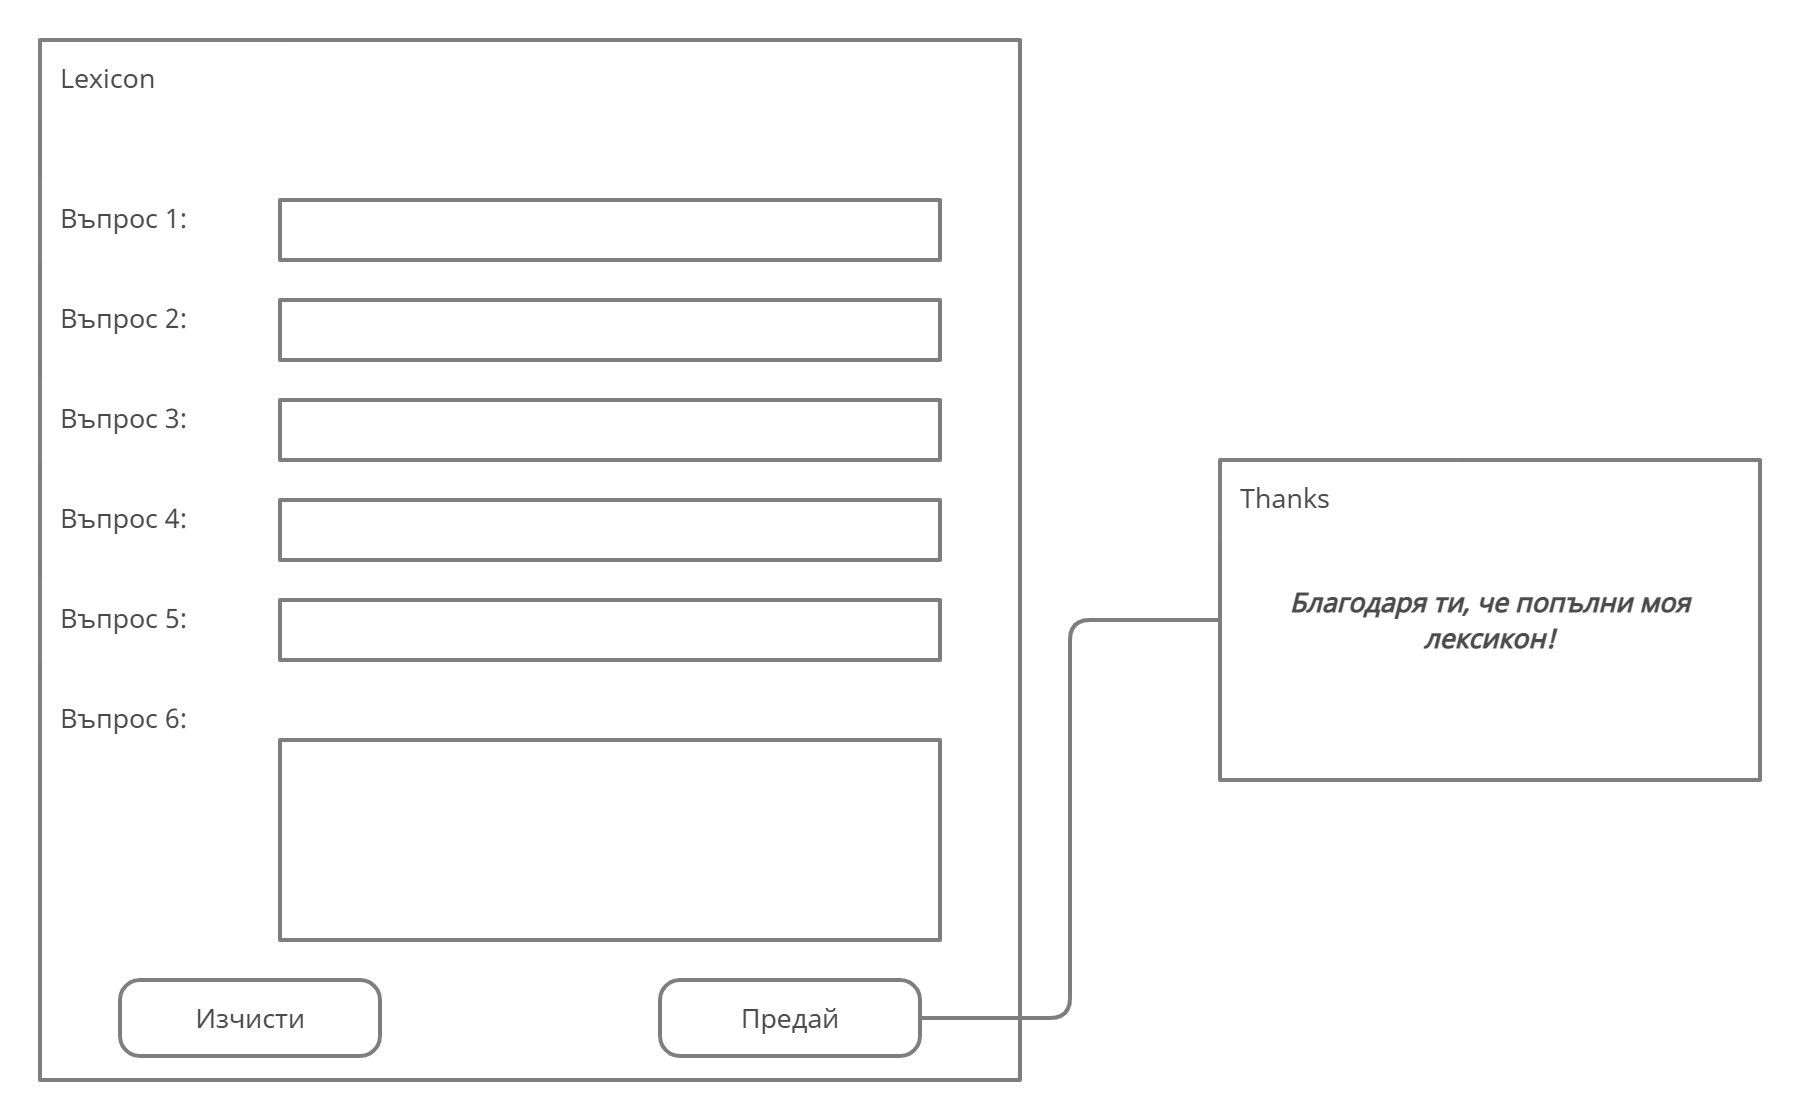 Lexicon
Въпрос 1:
Въпрос 2:
Въпрос 3:
Въпрос 4:
Въпрос 5:
Въпрос 6:
Изчисти
Предай
Thanks
Благодаря ти, че попълни моя
лексикон!